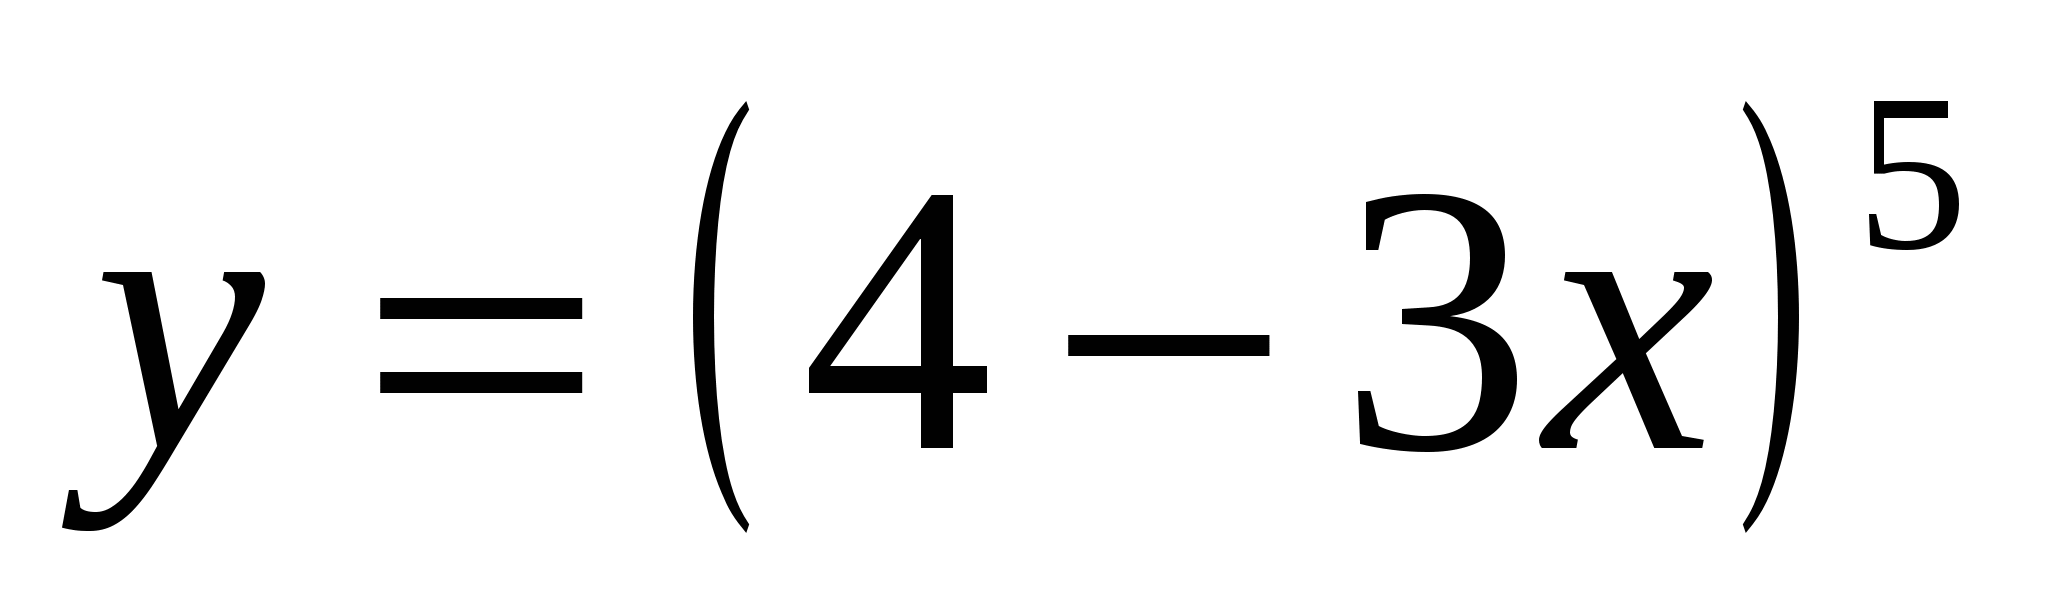 y = (4 − 3x)⁵